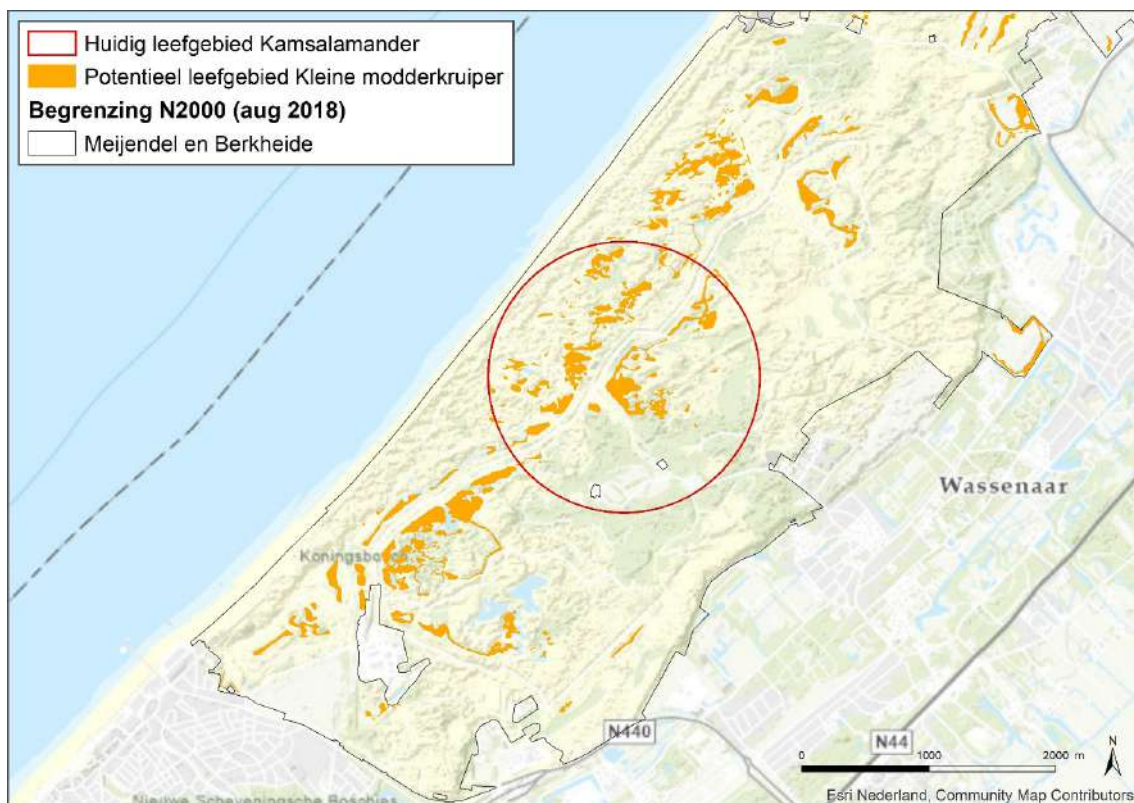 Huidig leefgebied Kamsalamander
Potentieel leefgebied Kleine modderkruiper
Begrenzing N2000 (aug 2018)
Meijendel en Berkheide
Wassenaar
Koningsbosch
N440
N44
0 1000 2000 m
N
Nieuwe Scheveningsche Boschjes
Esri Nederland, Community Map Contributors